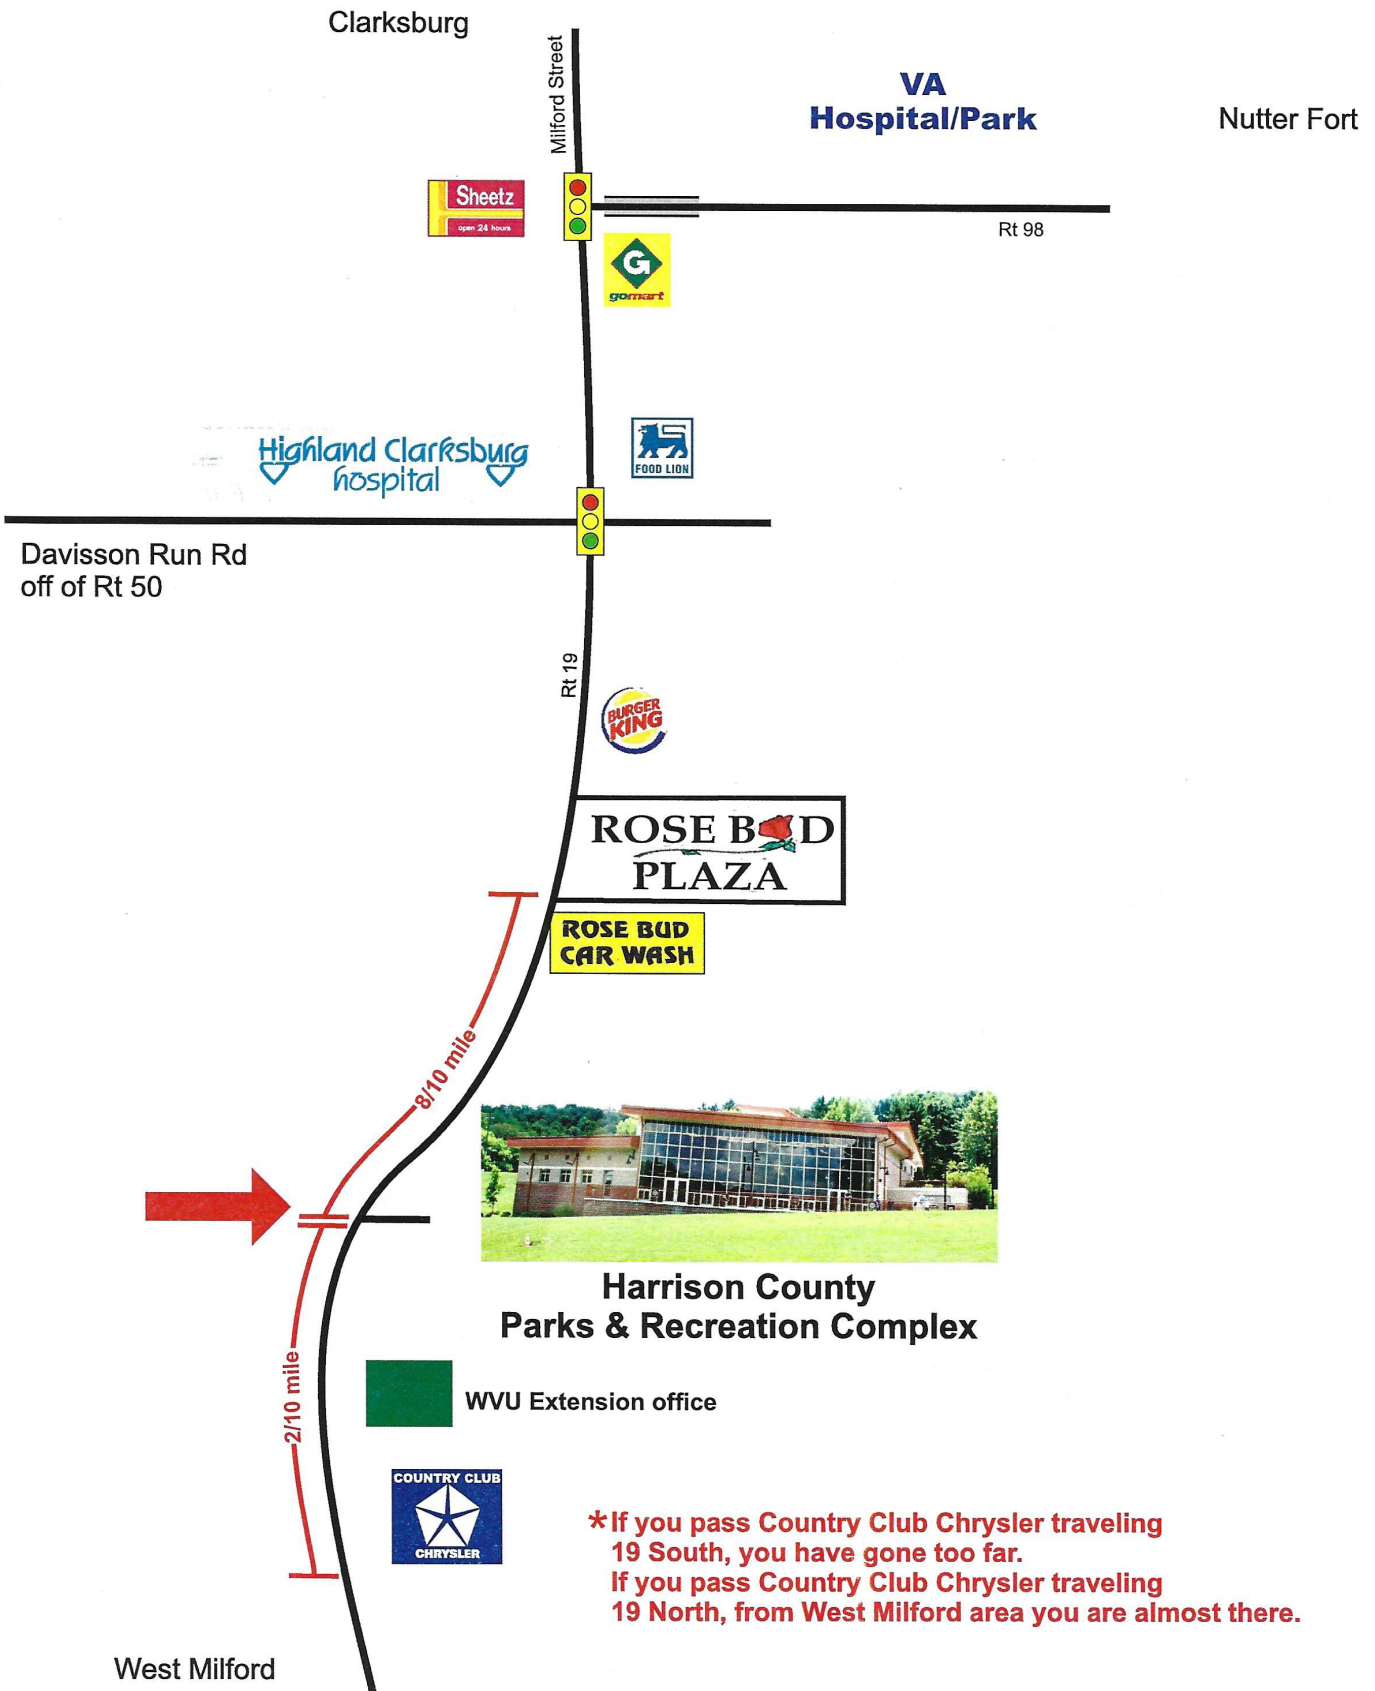 Clarksburg
Milford Street
VA
Hospital/Park
Nutter Fort
Sheetz
open 24 hours
Rt 98
G
gomart
Highland Clarksburg
hospital
FOOD LION
Davisson Run Rd
off of Rt 50
Rt 19
BURGER
KING
ROSE BUD
PLAZA
ROSE BUD
CAR WASH
8/10 mile
Harrison County
Parks & Recreation Complex
2/10 mile
WVU Extension office
COUNTRY CLUB
CHRYSLER
*If you pass Country Club Chrysler traveling
19 South, you have gone too far.
If you pass Country Club Chrysler traveling
19 North, from West Milford area you are almost there.
West Milford